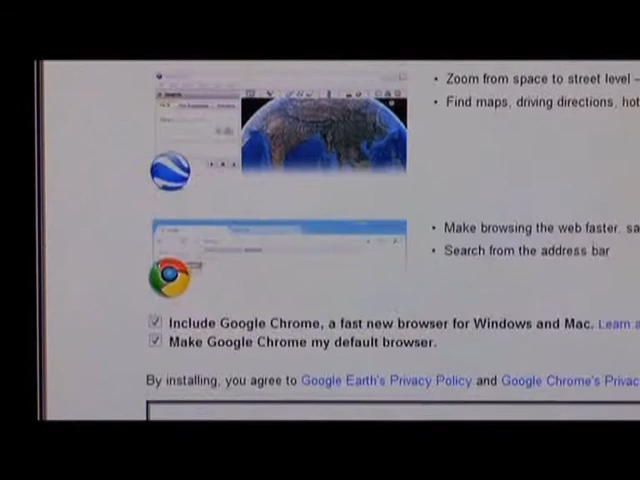 • Zoom from space to street level –
• Find maps, driving directions, hot
• Make browsing the web faster, sa
• Search from the address bar
Include Google Chrome, a fast new browser for Windows and Mac. Learn
Make Google Chrome my default browser.
By installing, you agree to Google Earth's Privacy Policy and Google Chrome's Privac